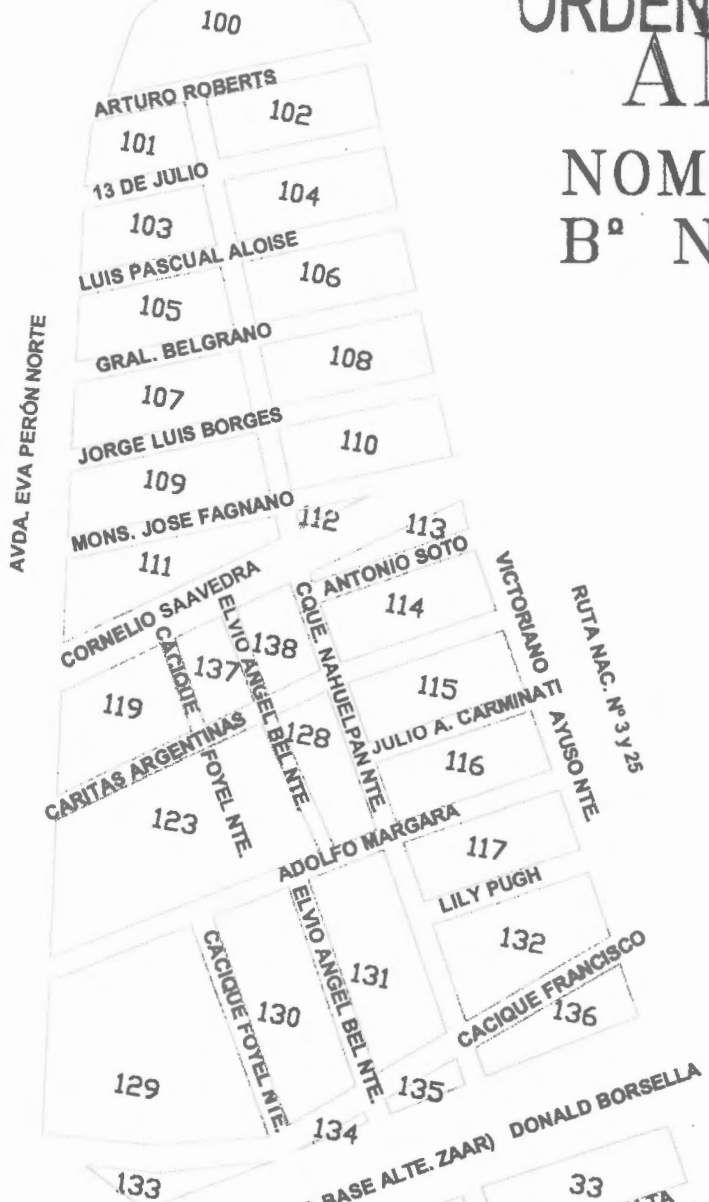 100
ARTURO ROBERTS
101
102
13 DE JULIO
103
104
LUIS PASCUAL ALOISE
105
106
GRAL. BELGRANO
107
108
JORGE LUIS BORGES
109
110
MONS. JOSE FAGNANO
111
112
113
AVDA. EVA PERÓN NORTE
CORNELIO SAAVEDRA
ANTONIO SOTO
114
VICTORIANO
AYUSO NTE.
RUTA NAC. Nº 3 y 25
119
CACIQUE FOYEL NTE.
137
ELVIO ANGEL BEL NTE.
138
CQUE. NAHUELPAN NTE.
115
JULIO A. CARMINATI
116
CARITAS ARGENTINAS
128
123
ADOLFO MARGARA
117
LILY PUGH
132
CACIQUE FRANCISCO
136
129
CACIQUE FOYEL NTE.
130
ELVIO ANGEL BEL NTE.
131
135
134
133
BASE ALTE. ZAAR) DONALD BORSELLA
33
NOM
Bº N